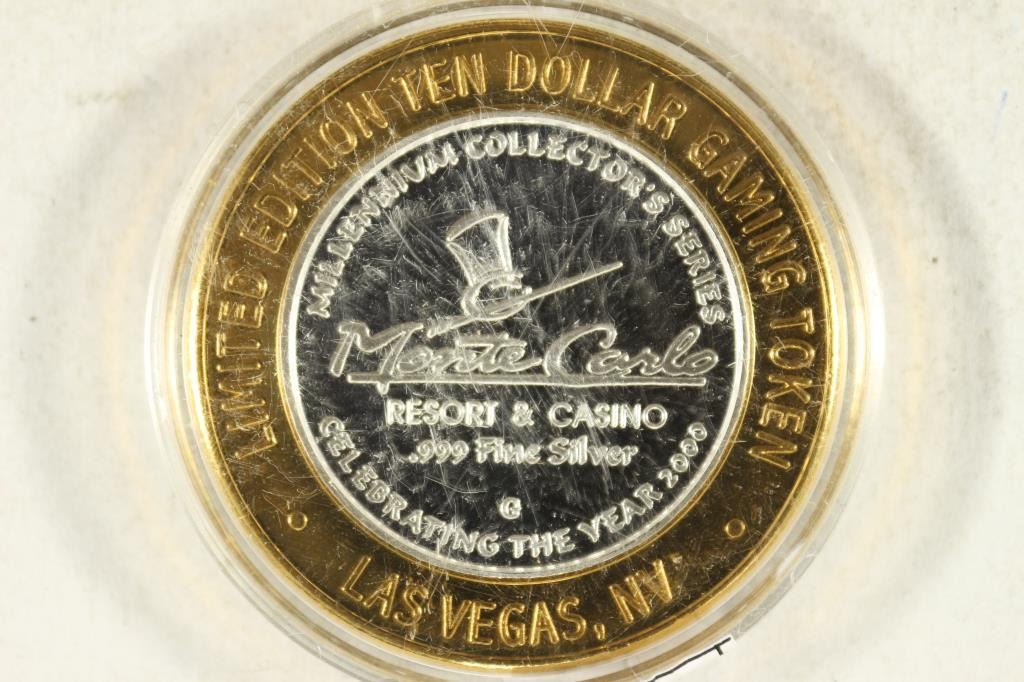 LIMITED EDITION TEN DOLLAR GAMING TOKEN
MILLENNIUM COLLECTOR'S SERIES
Monte Carlo
RESORT & CASINO
.999 Fine Silver
G
CELEBRATING THE YEAR 2000
LAS VEGAS, NV